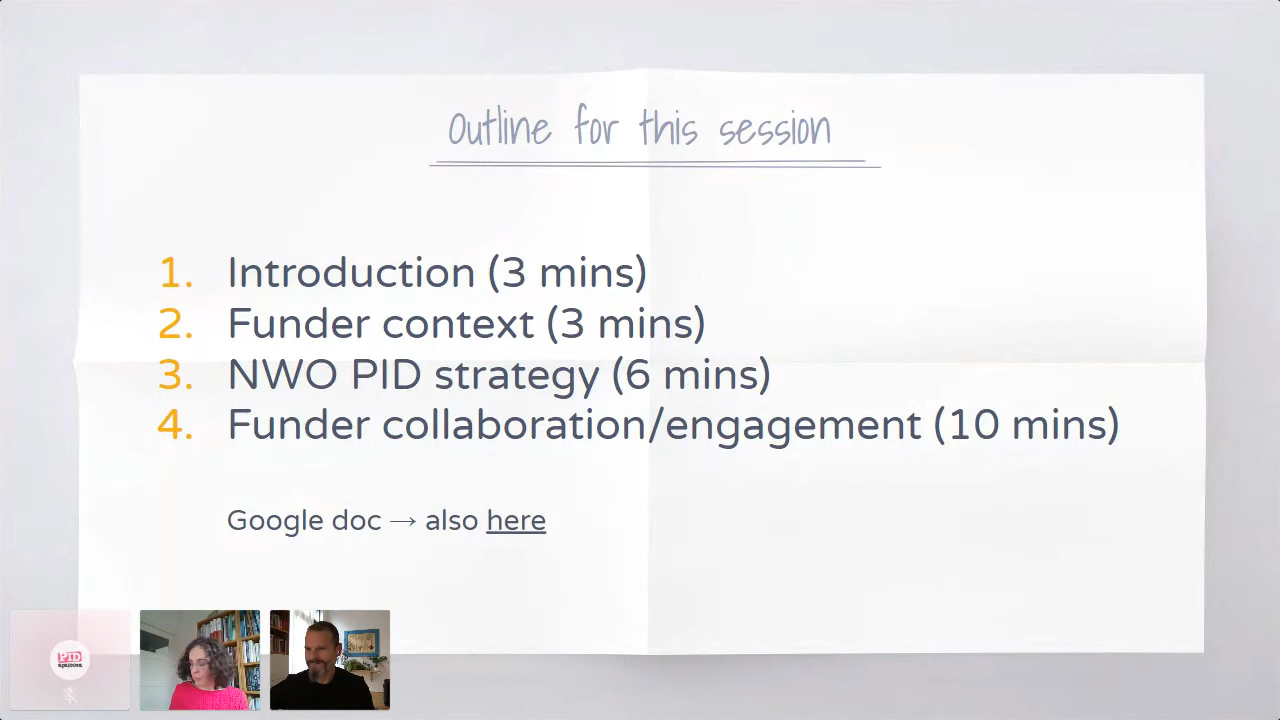 Outline for this session
1. Introduction (3 mins)
2. Funder context (3 mins)
3. NWO PID strategy (6 mins)
4. Funder collaboration/engagement (10 mins)
Google doc → also here
PID
apalooza